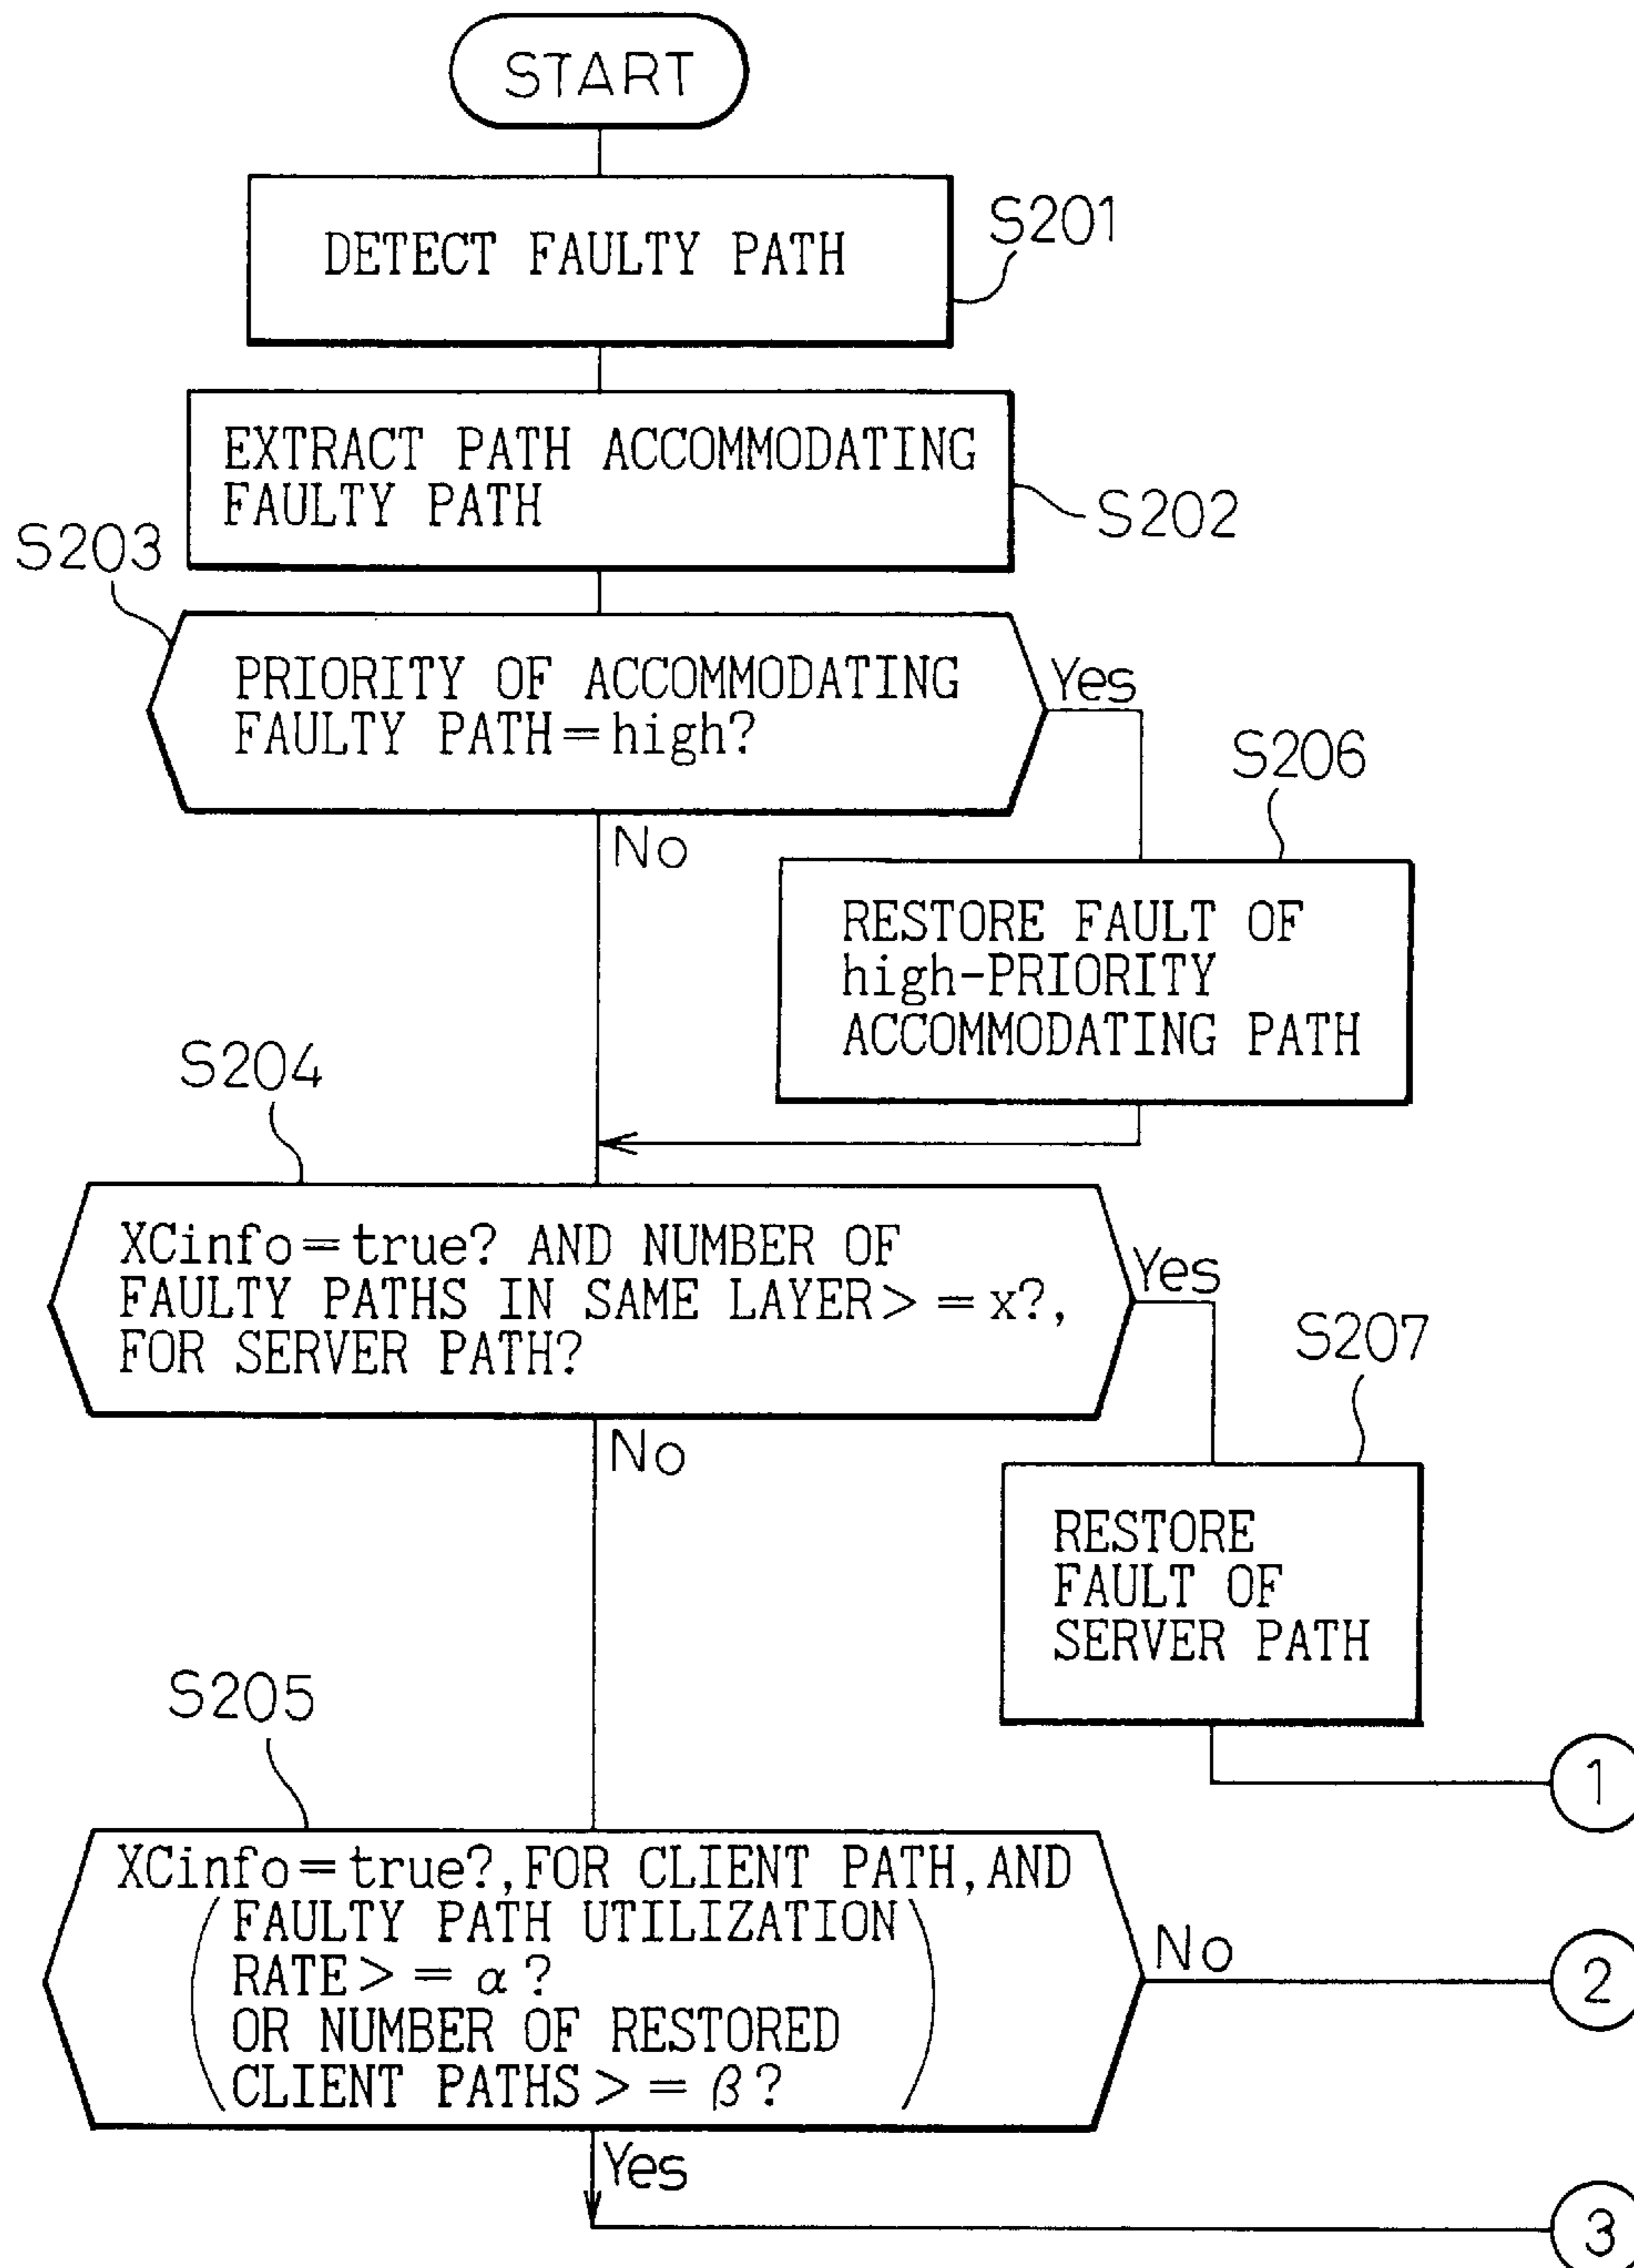 START
DETECT FAULTY PATH
S201
EXTRACT PATH ACCOMMODATING
FAULTY PATH
S202
S203
PRIORITY OF ACCOMMODATING
FAULTY PATH=high?
Yes
No
S206
RESTORE FAULT OF
high-PRIORITY
ACCOMMODATING PATH
S204
XCinfo=true? AND NUMBER OF
FAULTY PATHS IN SAME LAYER>=x?,
FOR SERVER PATH?
Yes
No
S207
RESTORE
FAULT OF
SERVER PATH
1
S205
XCinfo=true?, FOR CLIENT PATH, AND
(FAULTY PATH UTILIZATION
RATE>=α?
OR NUMBER OF RESTORED
CLIENT PATHS>=β?)
No
2
Yes
3